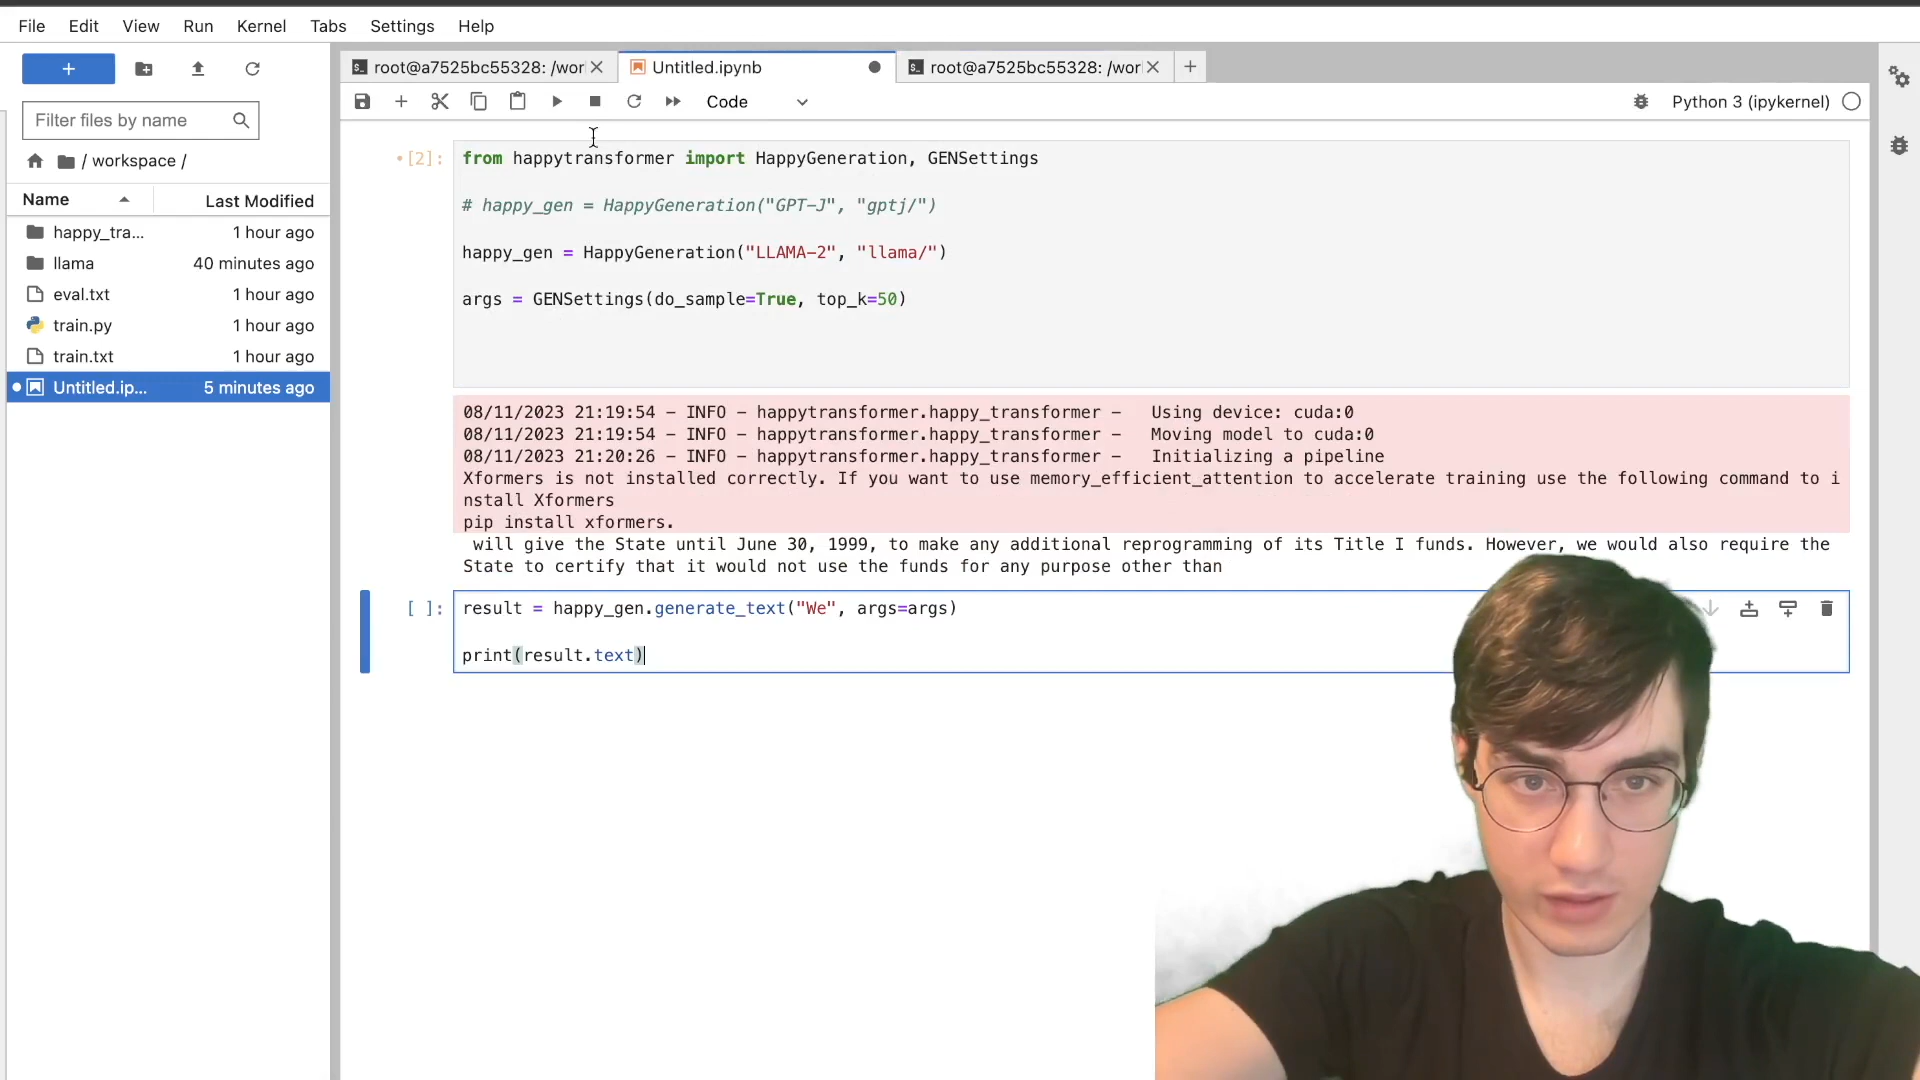 File Edit View Run Kernel Tabs Settings Help
+
Filter files by name
/ workspace /
Name Last Modified
happy_tra... 1 hour ago
llama 40 minutes ago
eval.txt 1 hour ago
train.py 1 hour ago
train.txt 1 hour ago
Untitled.ip... 5 minutes ago
root@a7525bc55328: /wor Untitled.ipynb root@a7525bc55328: /wor +
Code Python 3 (ipykernel)
[2]: from happytransformer import HappyGeneration, GENSettings
# happy_gen = HappyGeneration("GPT-J", "gptj/")
happy_gen = HappyGeneration("LLAMA-2", "llama/")
args = GENSettings(do_sample=True, top_k=50)
08/11/2023 21:19:54 - INFO - happytransformer.happy_transformer - Using device: cuda:0
08/11/2023 21:19:54 - INFO - happytransformer.happy_transformer - Moving model to cuda:0
08/11/2023 21:20:26 - INFO - happytransformer.happy_transformer - Initializing a pipeline
Xformers is not installed correctly. If you want to use memory_efficient_attention to accelerate training use the following command to i
nstall Xformers
pip install xformers.
will give the State until June 30, 1999, to make any additional reprogramming of its Title I funds. However, we would also require the
State to certify that it would not use the funds for any purpose other than
[ ]: result = happy_gen.generate_text("We", args=args)
print(result.text)